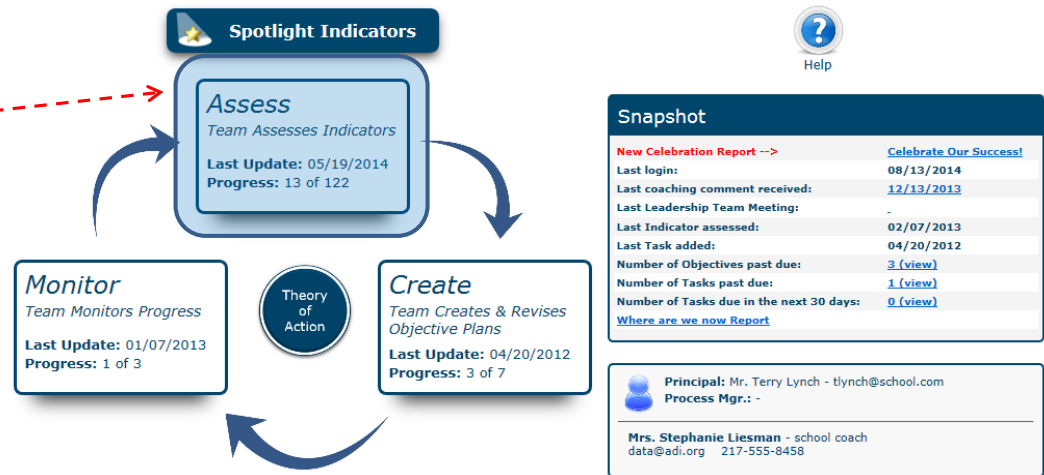 Spotlight Indicators
Assess
Team Assesses Indicators
Last Update: 05/19/2014
Progress: 13 of 122
Monitor
Team Monitors Progress
Last Update: 01/07/2013
Progress: 1 of 3
Theory
of
Action
Create
Team Creates & Revises
Objective Plans
Last Update: 04/20/2012
Progress: 3 of 7
?
Help
Snapshot
New Celebration Report --> Celebrate Our Success!
Last login: 08/13/2014
Last coaching comment received: 12/13/2013
Last Leadership Team Meeting: -
Last Indicator assessed: 02/07/2013
Last Task added: 04/20/2012
Number of Objectives past due: 3 (view)
Number of Tasks past due: 1 (view)
Number of Tasks due in the next 30 days: 0 (view)
Where are we now Report
Principal: Mr. Terry Lynch - tlynch@school.com
Process Mgr.: -
Mrs. Stephanie Liesman - school coach
data@adi.org 217-555-8458